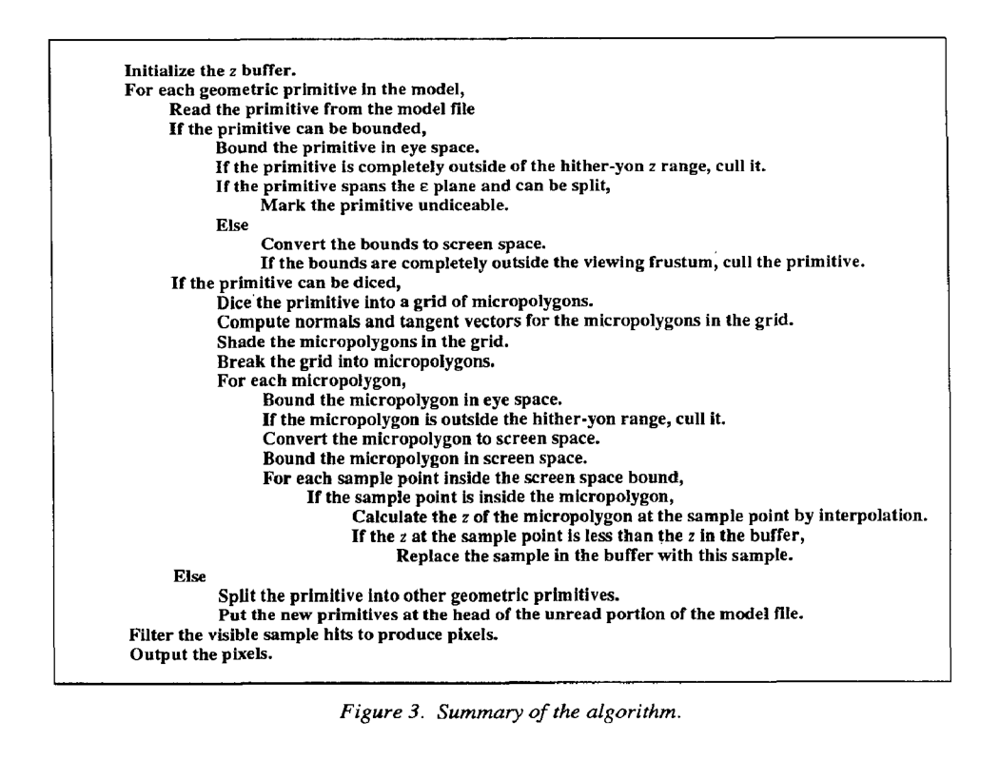 Initialize the z buffer.
For each geometric primitive in the model,
Read the primitive from the model file
If the primitive can be bounded,
Bound the primitive in eye space.
If the primitive is completely outside of the hither-yon z range, cull it.
If the primitive spans the ε plane and can be split,
Mark the primitive undiceable.
Else
Convert the bounds to screen space.
If the bounds are completely outside the viewing frustum, cull the primitive.
If the primitive can be diced,
Dice the primitive into a grid of micropolygons.
Compute normals and tangent vectors for the micropolygons in the grid.
Shade the micropolygons in the grid.
Break the grid into micropolygons.
For each micropolygon,
Bound the micropolygon in eye space.
If the micropolygon is outside the hither-yon range, cull it.
Convert the micropolygon to screen space.
Bound the micropolygon in screen space.
For each sample point inside the screen space bound,
If the sample point is inside the micropolygon,
Calculate the z of the micropolygon at the sample point by interpolation.
If the z at the sample point is less than the z in the buffer,
Replace the sample in the buffer with this sample.
Else
Split the primitive into other geometric primitives.
Put the new primitives at the head of the unread portion of the model file.
Filter the visible sample hits to produce pixels.
Output the pixels.
Figure 3. Summary of the algorithm.